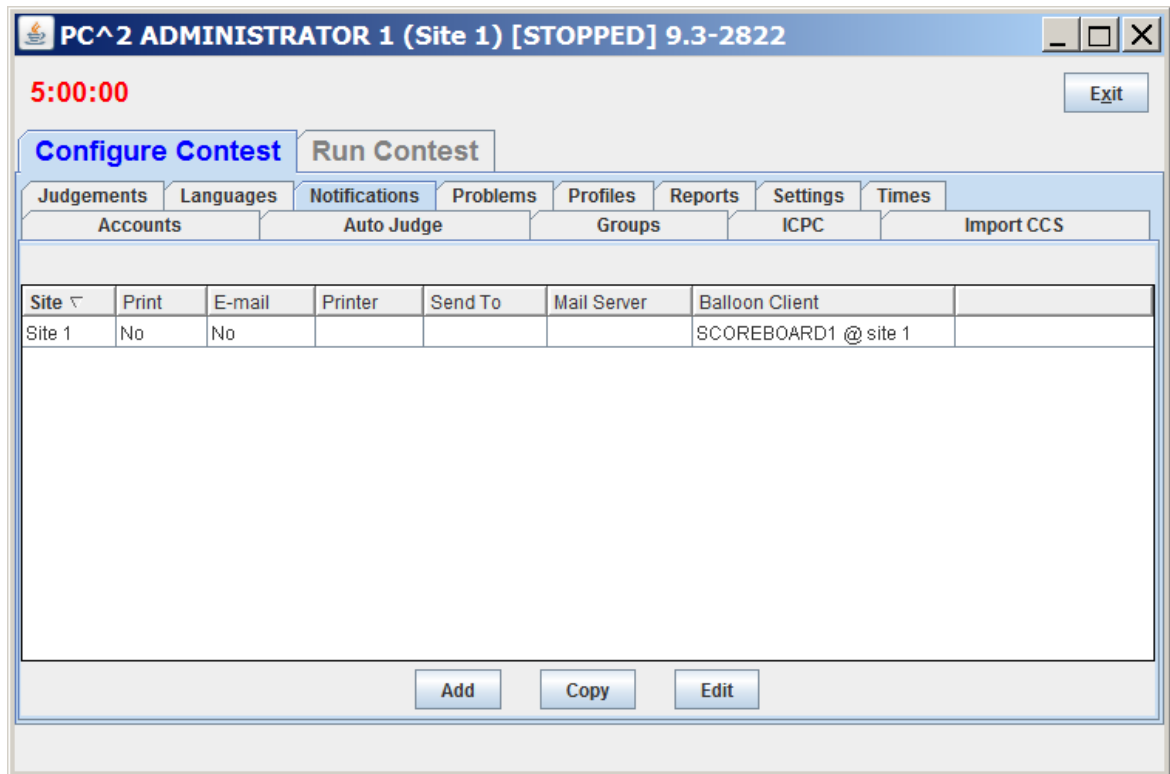 PC^2 ADMINISTRATOR 1 (Site 1) [STOPPED] 9.3-2822
5:00:00
Exit
Configure Contest Run Contest
Judgements Languages Notifications Problems Profiles Reports Settings Times
Accounts Auto Judge Groups ICPC Import CCS
Site Print E-mail Printer Send To Mail Server Balloon Client
Site 1 No No SCOREBOARD1 @ site 1
Add Copy Edit